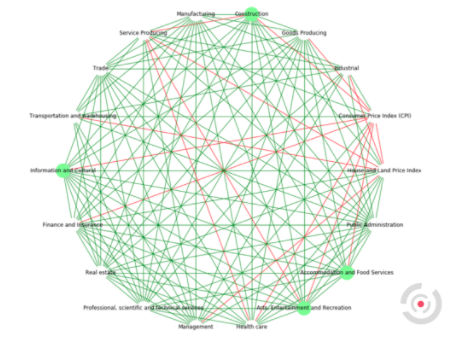 Manufacturing
Construction
Service Producing
Goods Producing
Trade
Industrial
Transportation and warehousing
Consumer Price Index (CPI)
Information and Cultural
House and Land Price Index
Finance and Insurance
Public Administration
Real estate
Accommodation and Food Services
Professional, scientific and technical services
Arts, Entertainment and Recreation
Management
Health care